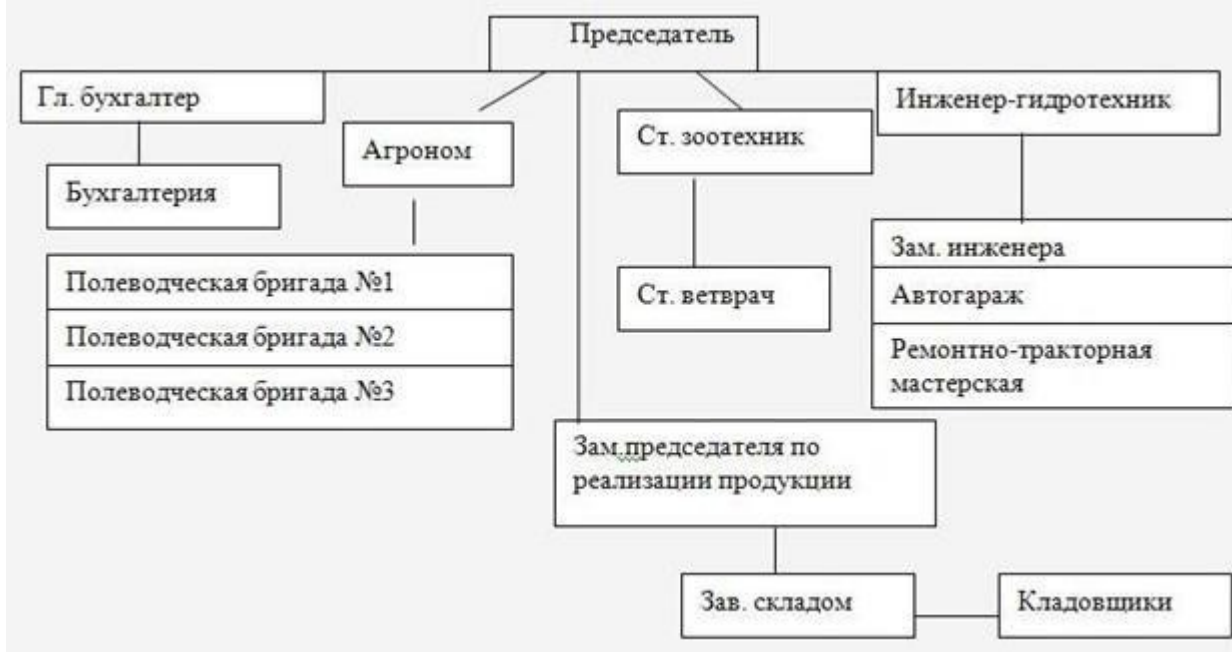 Председатель
Гл. бухгалтер
Инженер-гидротехник
Агроном
Ст. зоотехник
Бухгалтерия
Зам. инженера
Полеводческая бригада №1
Ст. ветврач
Автогараж
Полеводческая бригада №2
Ремонтно-тракторная
мастерская
Полеводческая бригада №3
Зам.председателя по
реализации продукции
Зав. складом
Кладовщики